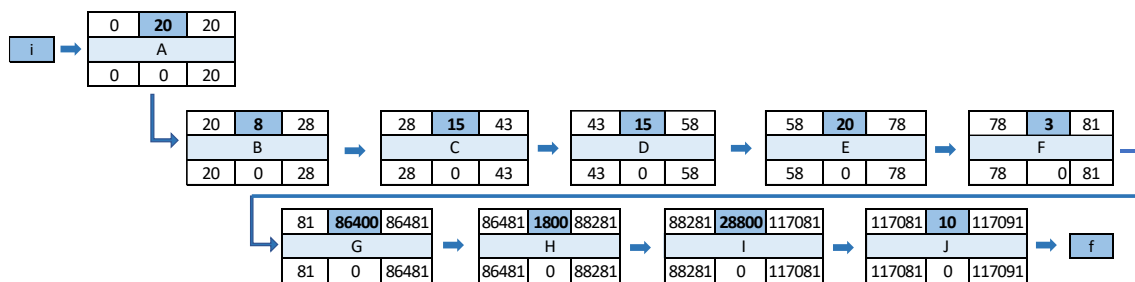 0 20 20
i A
0 0 20
20 8 28 28 15 43 43 15 58 58 20 78 78 3 81
B C D E F
20 0 28 28 0 43 43 0 58 58 0 78 78 0 81
81 86400 86481 86481 1800 88281 88281 28800 117081 117081 10 117091
G H I J f
81 0 86481 86481 0 88281 88281 0 117081 117081 0 117091